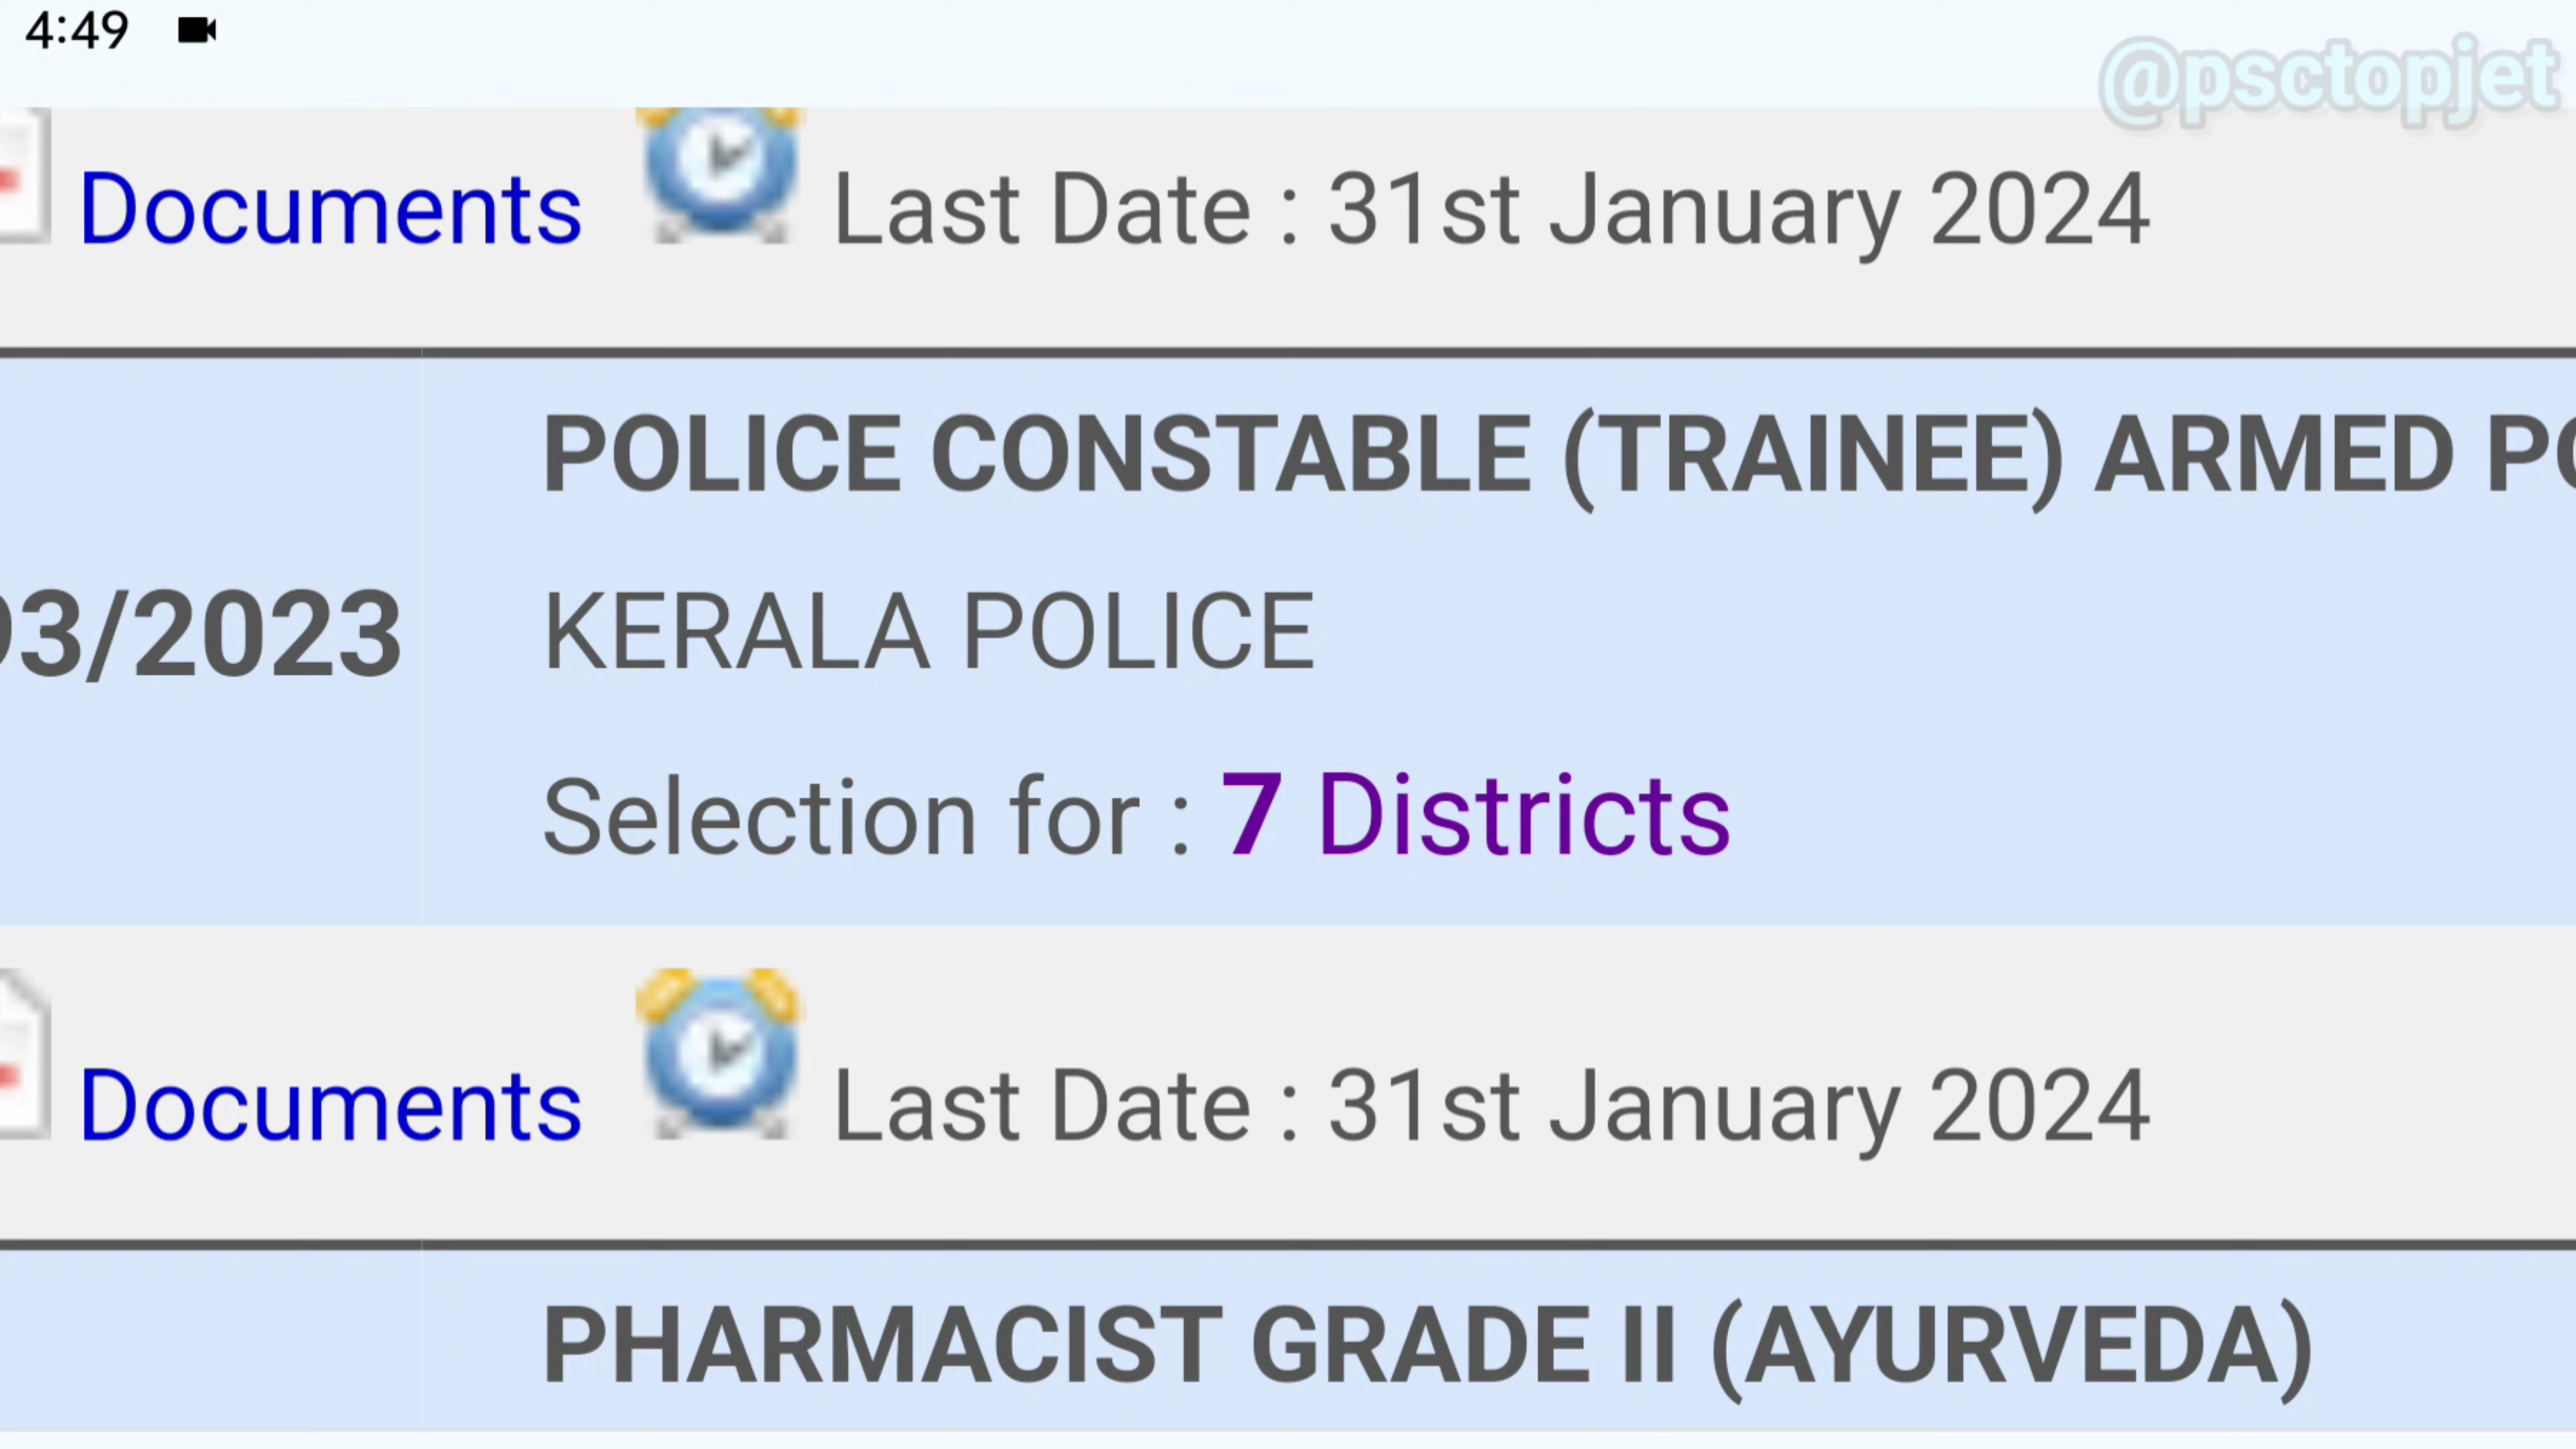 4:49
@psctopjet
Documents Last Date : 31st January 2024
POLICE CONSTABLE (TRAINEE) ARMED
3/2023
KERALA POLICE
Selection for : 7 Districts
Documents Last Date : 31st January 2024
PHARMACIST GRADE II (AYURVEDA)